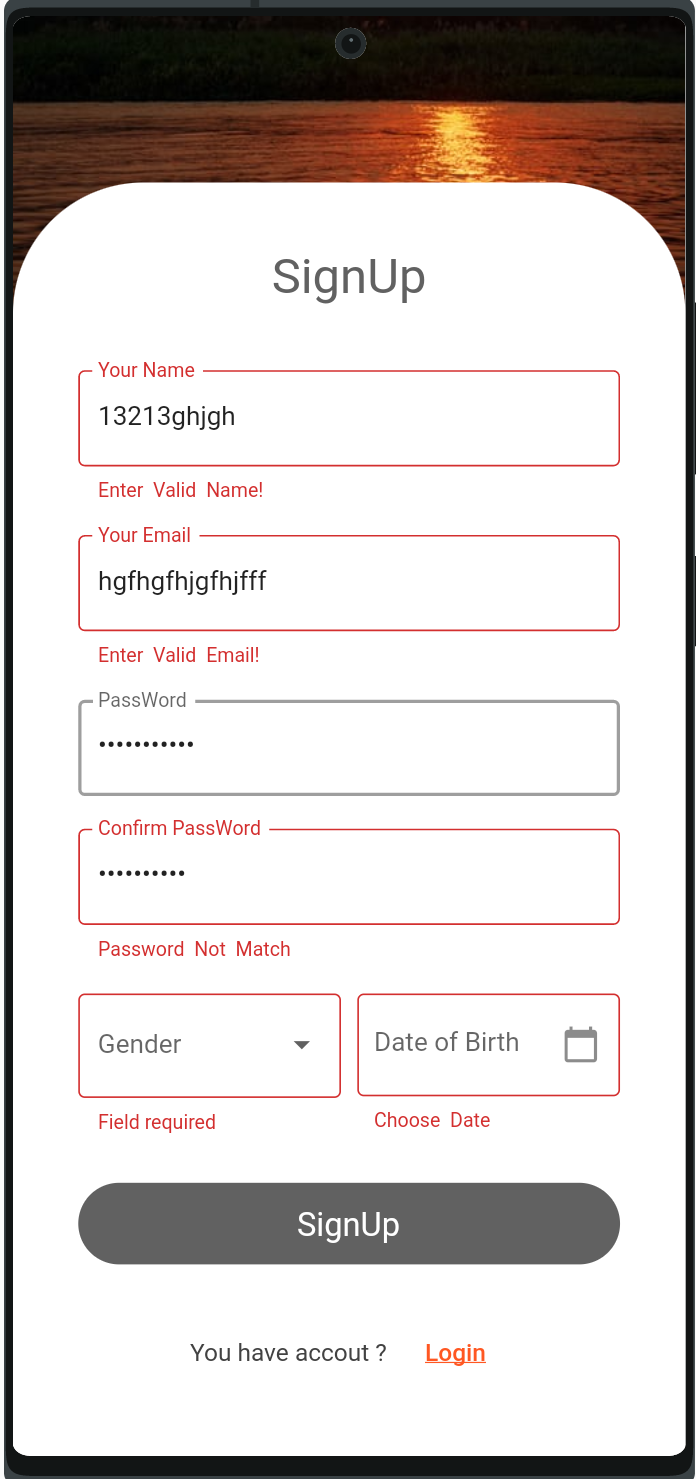 SignUp
Your Name
13213ghjgh
Enter Valid Name!
Your Email
hgfhgfhjgfhjfff
Enter Valid Email!
PassWord
•••••••••••
Confirm PassWord
••••••••••
Password Not Match
Gender
Date of Birth
Field required
Choose Date
SignUp
You have accout ? Login